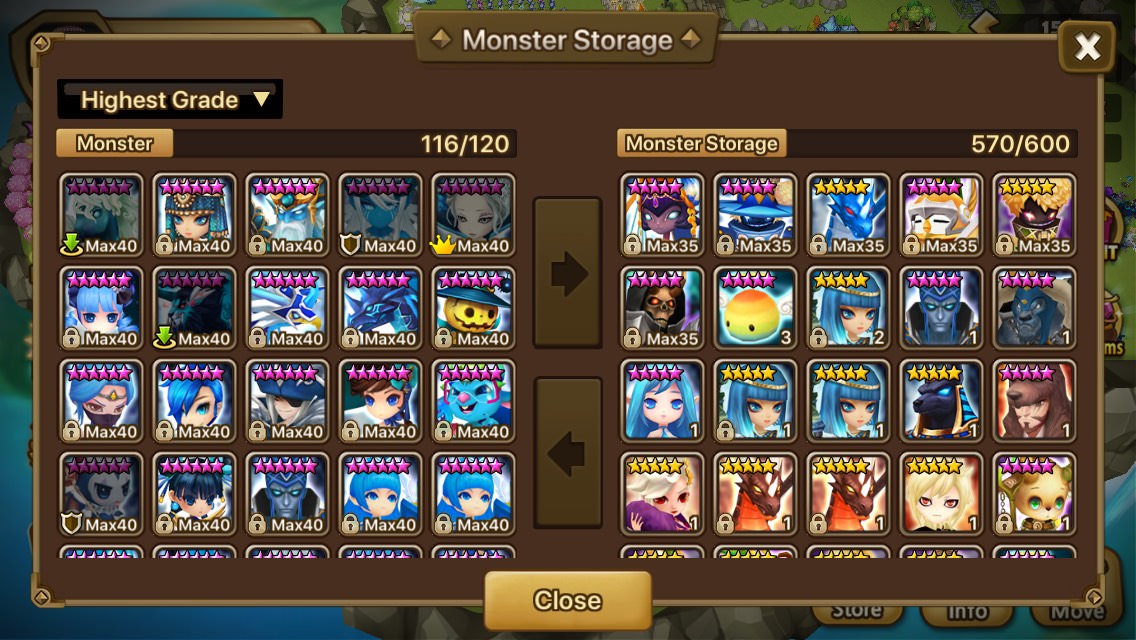 Monster Storage
Highest Grade
Monster 116/120
Monster Storage 570/600
Max40 Max40 Max40 Max40 Max40
Max35 Max35 Max35 Max35 Max35
Max40 Max40 Max40 Max40 Max40
Max35 3 2 1 1
Max40 Max40 Max40 Max40 Max40
1 1 1 1 1
Max40 Max40 Max40 Max40 Max40
1 1 1 1 1
Close
Store Info Move